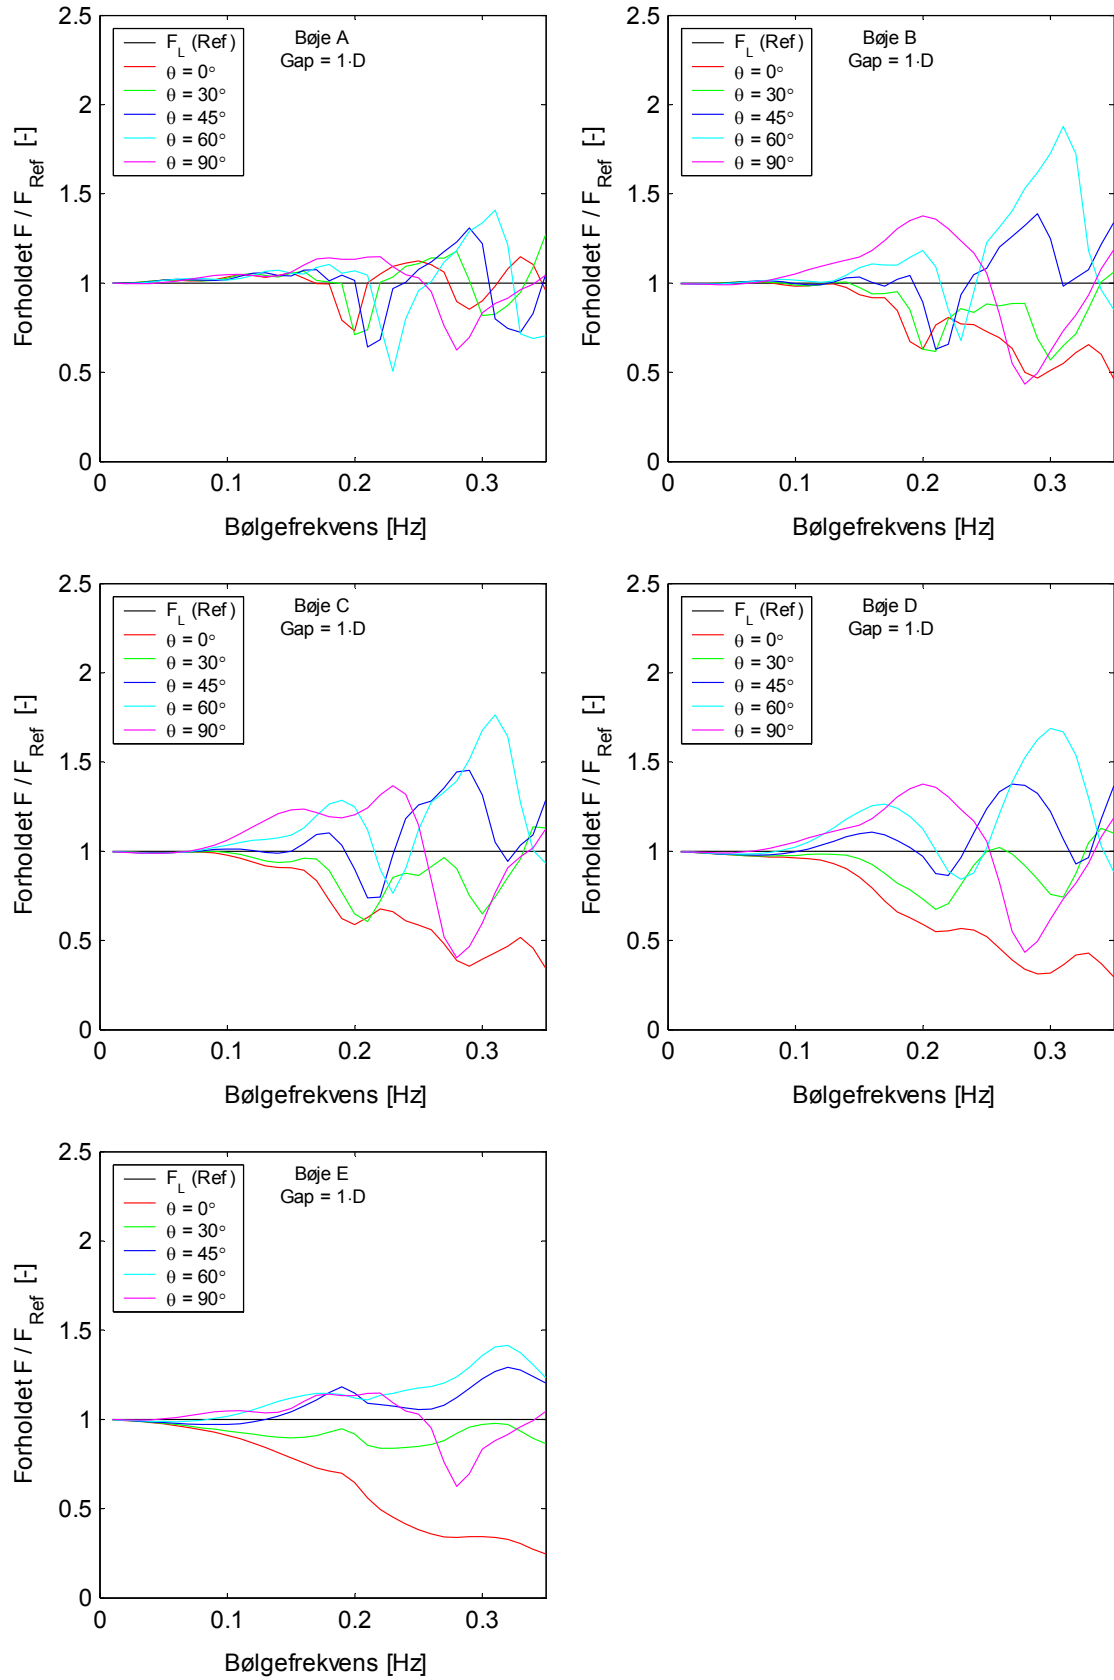 2.5
2
1.5
1
0.5
0
0
0.1
0.2
0.3
Forholdet F / F_Ref [-]
Bølgefrekvens [Hz]
F_L (Ref)
θ = 0°
θ = 30°
θ = 45°
θ = 60°
θ = 90°
Bøje A
Gap = 1·D
2.5
2
1.5
1
0.5
0
0
0.1
0.2
0.3
Forholdet F / F_Ref [-]
Bølgefrekvens [Hz]
F_L (Ref)
θ = 0°
θ = 30°
θ = 45°
θ = 60°
θ = 90°
Bøje B
Gap = 1·D
2.5
2
1.5
1
0.5
0
0
0.1
0.2
0.3
Forholdet F / F_Ref [-]
Bølgefrekvens [Hz]
F_L (Ref)
θ = 0°
θ = 30°
θ = 45°
θ = 60°
θ = 90°
Bøje C
Gap = 1·D
2.5
2
1.5
1
0.5
0
0
0.1
0.2
0.3
Forholdet F / F_Ref [-]
Bølgefrekvens [Hz]
F_L (Ref)
θ = 0°
θ = 30°
θ = 45°
θ = 60°
θ = 90°
Bøje D
Gap = 1·D
2.5
2
1.5
1
0.5
0
0
0.1
0.2
0.3
Forholdet F / F_Ref [-]
Bølgefrekvens [Hz]
F_L (Ref)
θ = 0°
θ = 30°
θ = 45°
θ = 60°
θ = 90°
Bøje E
Gap = 1·D